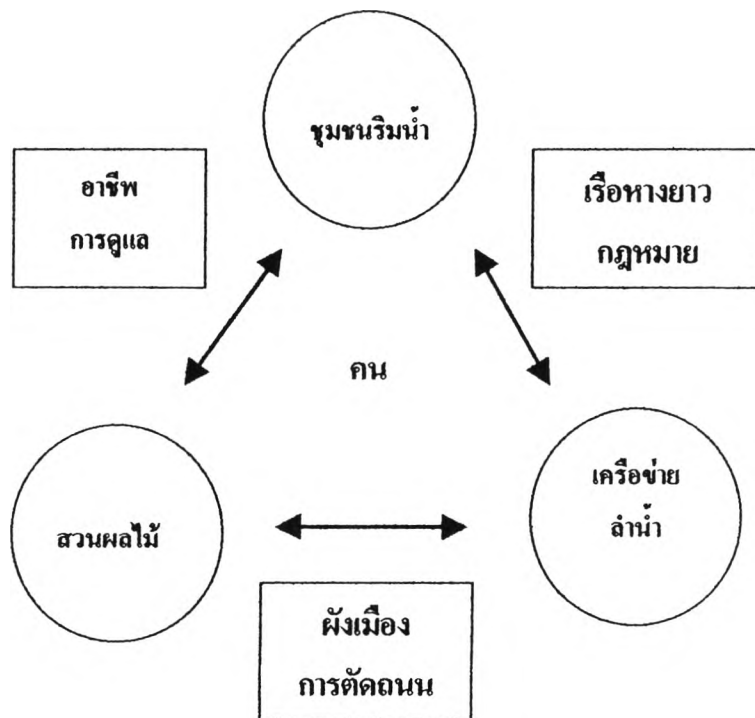 ชุมชนริมน้ำ
อาชีพ
การดูแล
เรือหางยาว
กฎหมาย
คน
สวนผลไม้
เครือข่าย
ลำน้ำ
ผังเมือง
การตัดถนน